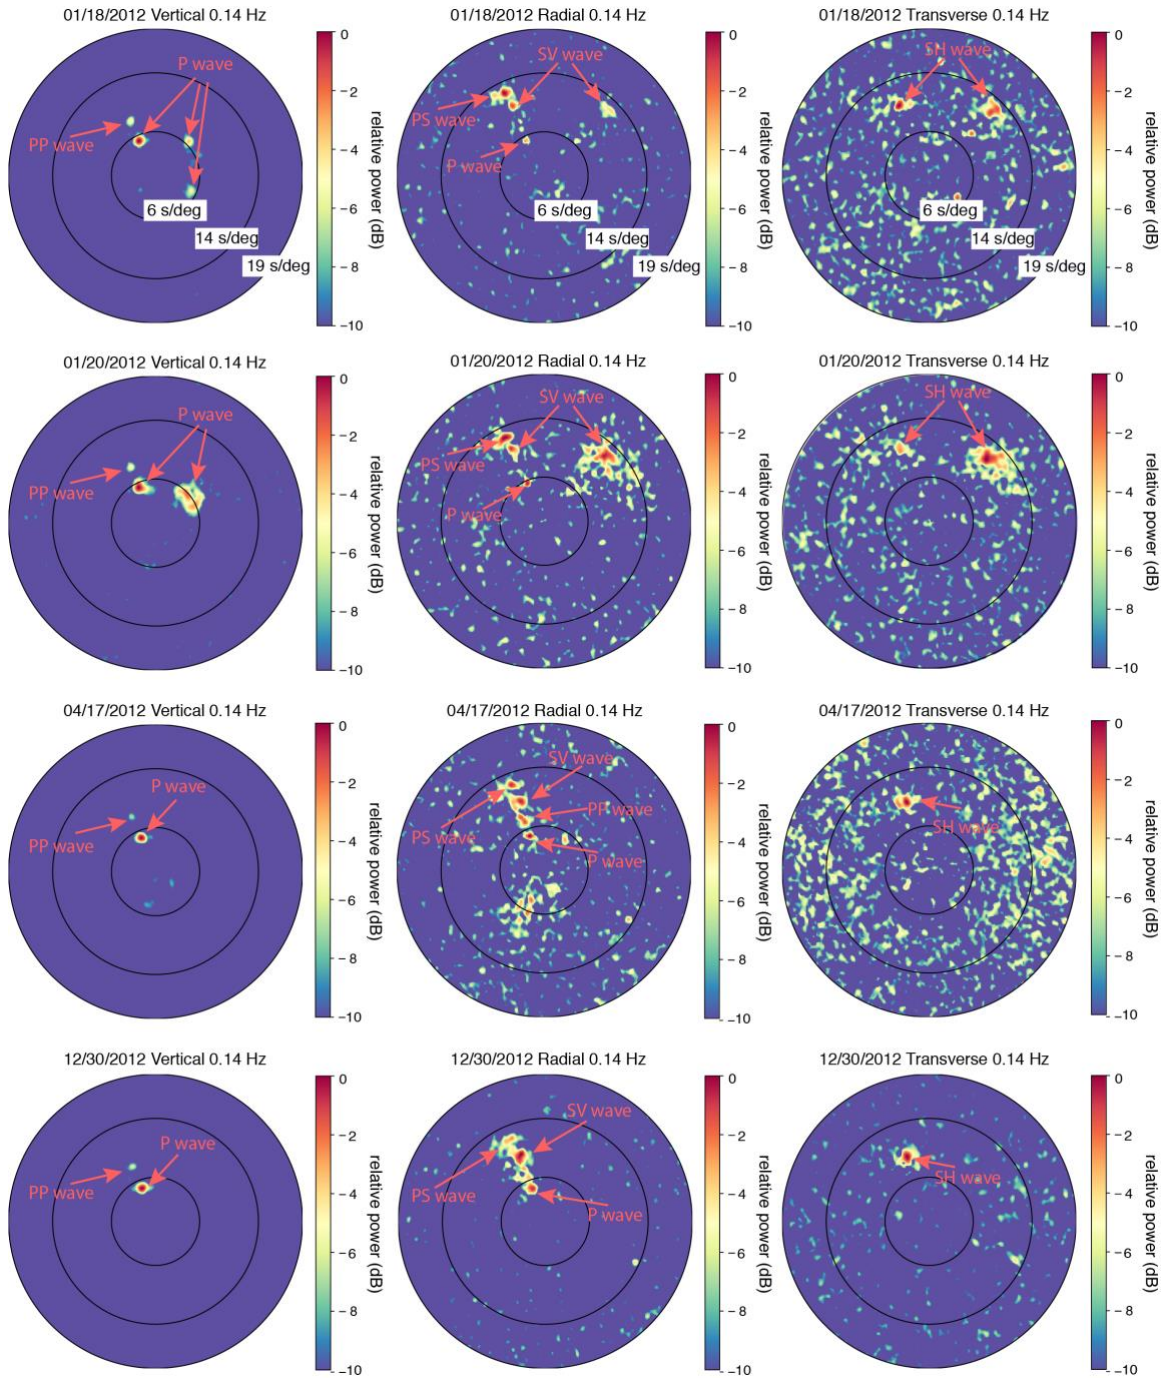 01/18/2012 Vertical 0.14 Hz
P wave
PP wave
6 s/deg
14 s/deg
19 s/deg
0
−2
−4
−6
−8
−10
relative power (dB)
01/18/2012 Radial 0.14 Hz
SV wave
PS wave
P wave
6 s/deg
14 s/deg
19 s/deg
0
−2
−4
−6
−8
−10
relative power (dB)
01/18/2012 Transverse 0.14 Hz
SH wave
6 s/deg
14 s/deg
19 s/deg
0
−2
−4
−6
−8
−10
relative power (dB)
01/20/2012 Vertical 0.14 Hz
P wave
PP wave
0
−2
−4
−6
−8
−10
relative power (dB)
01/20/2012 Radial 0.14 Hz
SV wave
PS wave
P wave
0
−2
−4
−6
−8
−10
relative power (dB)
01/20/2012 Transverse 0.14 Hz
SH wave
0
−2
−4
−6
−8
−10
relative power (dB)
04/17/2012 Vertical 0.14 Hz
P wave
PP wave
0
−2
−4
−6
−8
−10
relative power (dB)
04/17/2012 Radial 0.14 Hz
SV wave
PP wave
PS wave
P wave
0
−2
−4
−6
−8
−10
relative power (dB)
04/17/2012 Transverse 0.14 Hz
SH wave
0
−2
−4
−6
−8
−10
relative power (dB)
12/30/2012 Vertical 0.14 Hz
P wave
PP wave
0
−2
−4
−6
−8
−10
relative power (dB)
12/30/2012 Radial 0.14 Hz
SV wave
PS wave
P wave
0
−2
−4
−6
−8
−10
relative power (dB)
12/30/2012 Transverse 0.14 Hz
SH wave
0
−2
−4
−6
−8
−10
relative power (dB)